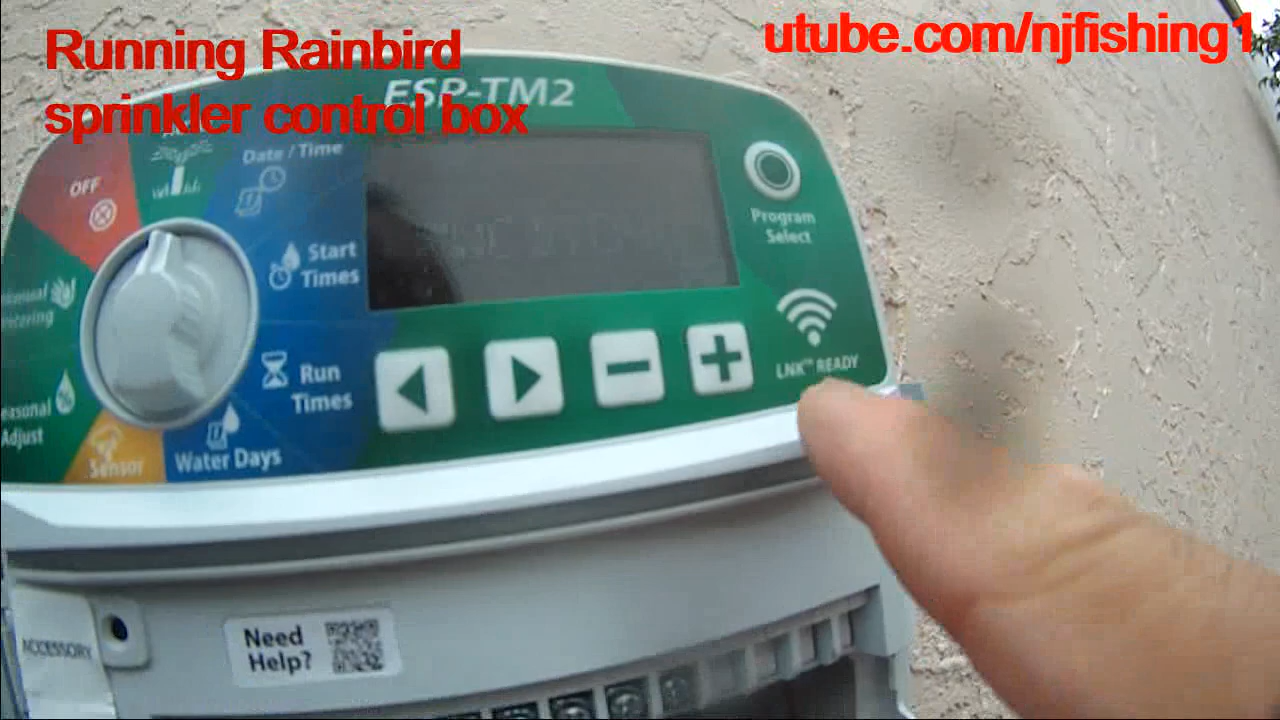 Running Rainbird
sprinkler control box
utube.com/njfishing1
ESP-TM2
OFF
Date / Time
Start
Times
Run
Times
Water Days
Sensor
Adjust
Program
Select
LNK™ READY
ACCESSORY
Need
Help?